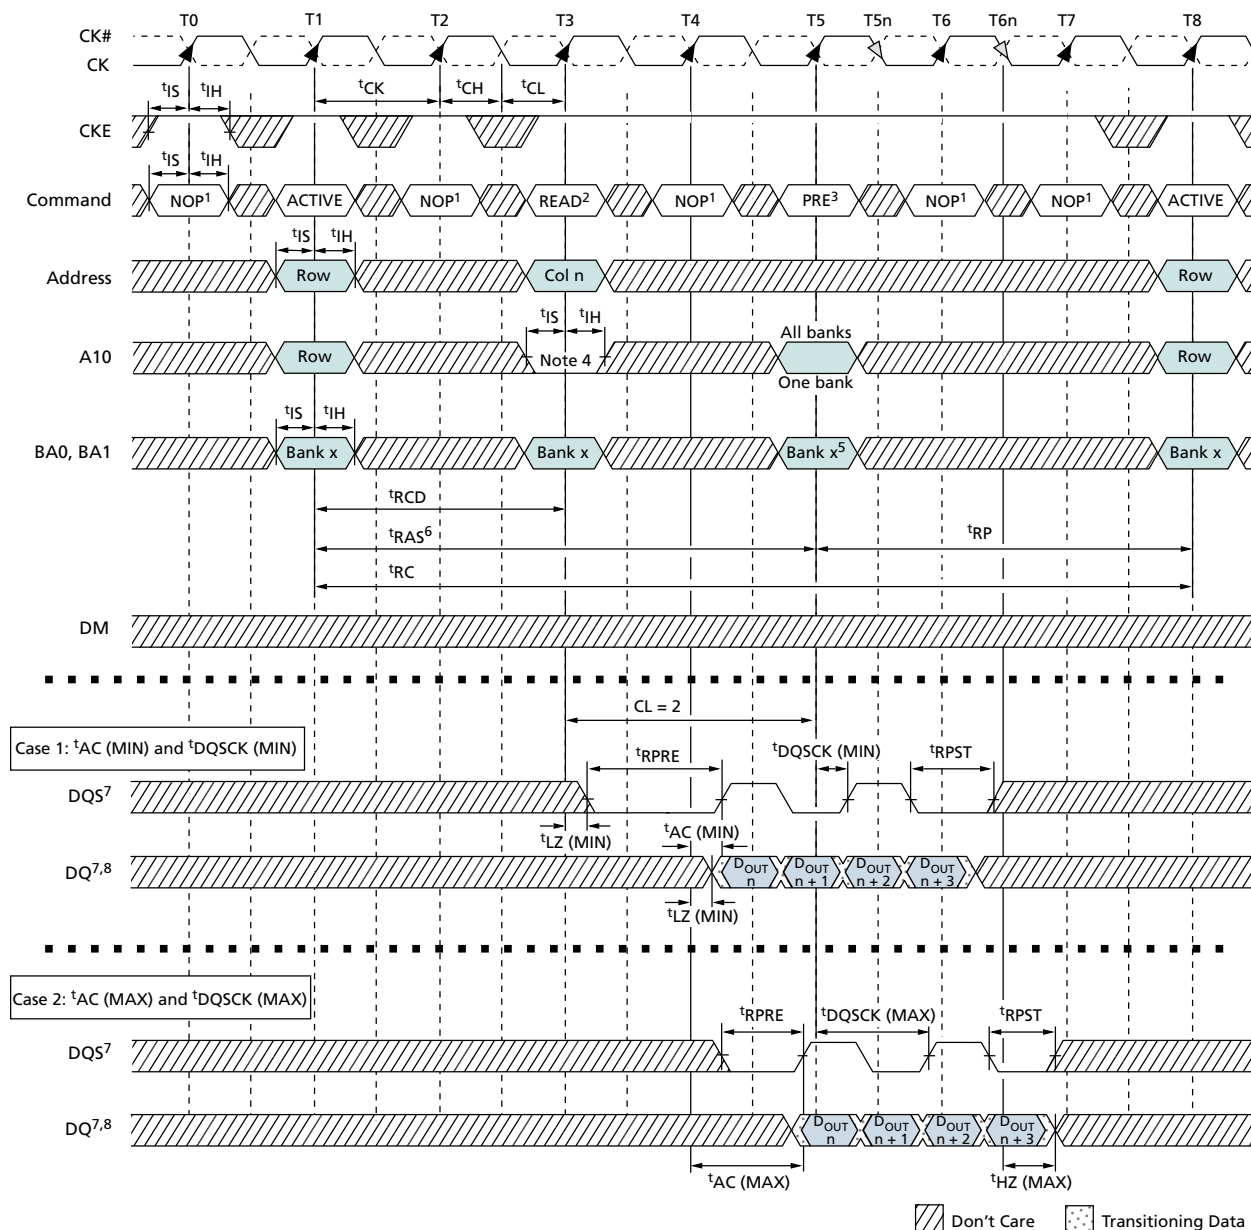 T0 T1 T2 T3 T4 T5 T5n T6 T6n T7 T8
CK#
CK
tIS tIH tCK tCH tCL
CKE
tIS tIH
Command NOP1 ACTIVE NOP1 READ2 NOP1 PRE3 NOP1 NOP1 ACTIVE
tIS tIH
Address Row Col n Row
tIS tIH
All banks
A10 Row Note 4 Row
One bank
tIS tIH
BA0, BA1 Bank x Bank x Bank x5 Bank x
tRCD
tRAS6 tRP
tRC
DM
CL = 2
Case 1: tAC (MIN) and tDQSCK (MIN)
tRPRE tDQSCK (MIN) tRPST
DQS7
tLZ (MIN) tAC (MIN)
DQ7,8 DOUT n DOUT n + 1 DOUT n + 2 DOUT n + 3
tLZ (MIN)
Case 2: tAC (MAX) and tDQSCK (MAX)
tRPRE tDQSCK (MAX) tRPST
DQS7
DQ7,8 DOUT n DOUT n + 1 DOUT n + 2 DOUT n + 3
tAC (MAX) tHZ (MAX)
Don't Care Transitioning Data